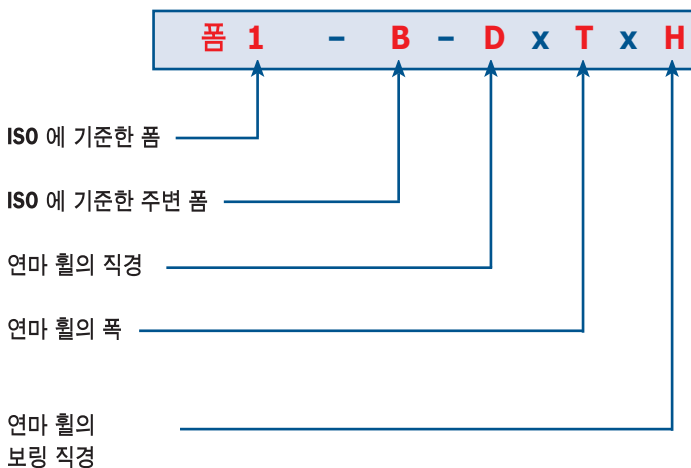 폼 1 – B – D x T x H
ISO 에 기준한 폼
ISO 에 기준한 주변 폼
연마 휠의 직경
연마 휠의 폭
연마 휠의
보링 직경